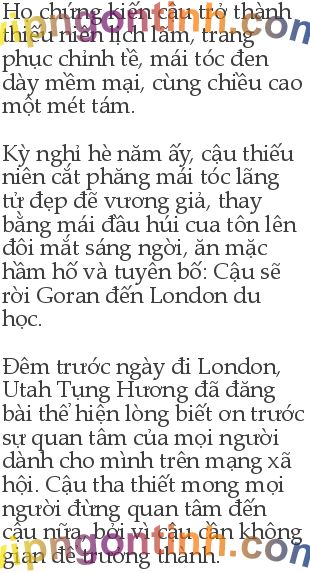 Họ chứng kiến cậu trở thành
thiếu niên lịch lãm, trang
phục chỉnh tề, mái tóc đen
dày mềm mại, cùng chiều cao
một mét tám.
Kỳ nghỉ hè năm ấy, cậu thiếu
niên cắt phăng mái tóc lãng
tử đẹp đẽ vương giả, thay
bằng mái đầu húi cua tôn lên
đôi mắt sáng ngời, ăn mặc
hầm hố và tuyên bố: Cậu sẽ
rời Goran đến London du
học.
Đêm trước ngày đi London,
Utah Tụng Hương đã đăng
bài thể hiện lòng biết ơn trước
sự quan tâm của mọi người
dành cho mình trên mạng xã
hội. Cậu tha thiết mong mọi
người đừng quan tâm đến
cậu nữa, bởi vì cậu cần không
gian để trưởng thành.
vipngontinh.com
vipngontinh.com